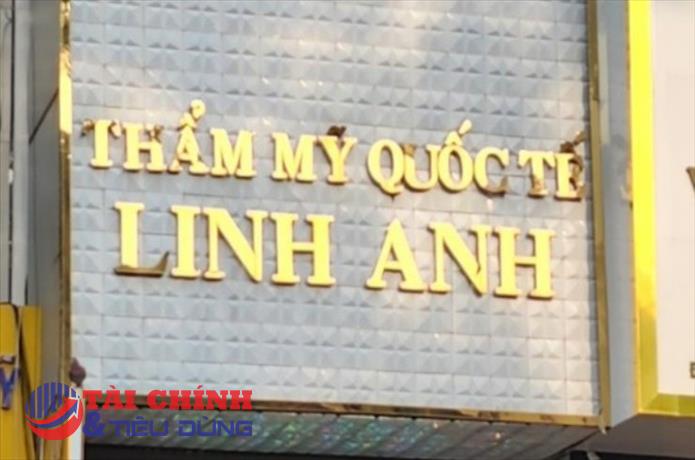 THẨM MỸ QUỐC TẾ
LINH ANH
TÀI CHÍNH
& TIÊU DÙNG